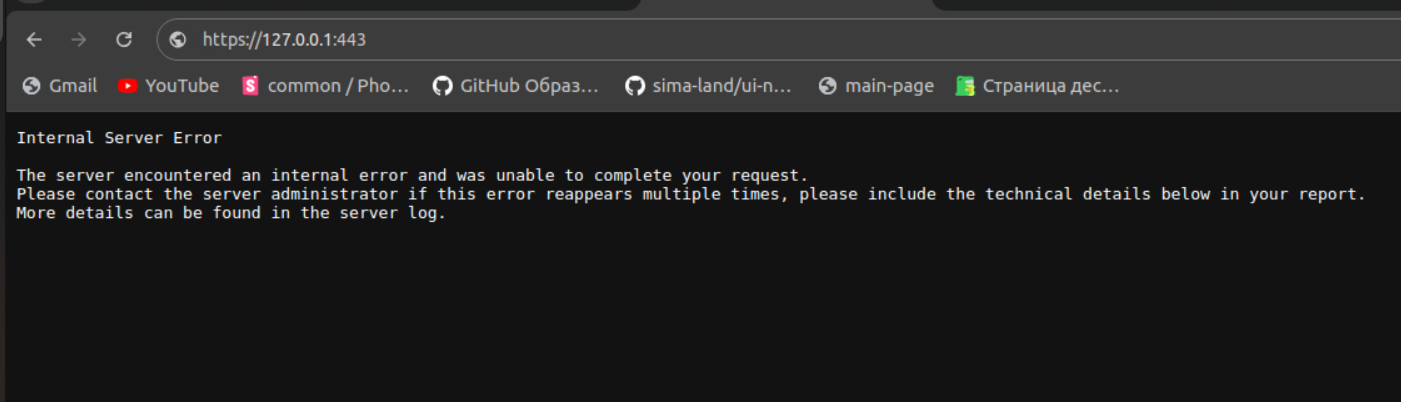 https://127.0.0.1:443
Gmail YouTube common / Pho... GitHub Образ... sima-land/ui-n... main-page Страница дес...
Internal Server Error
The server encountered an internal error and was unable to complete your request.
Please contact the server administrator if this error reappears multiple times, please include the technical details below in your report.
More details can be found in the server log.